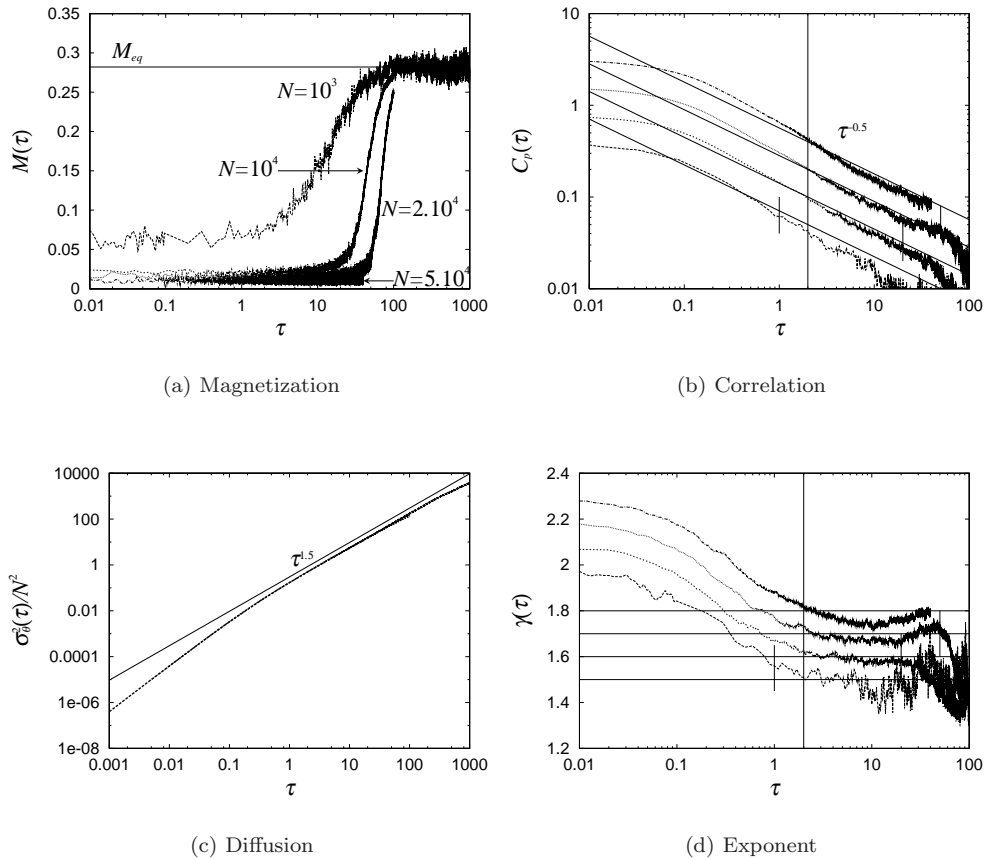 0.35
0.3
0.25
0.2
0.15
0.1
0.05
0
M(τ)
M_eq
N=10^3
N=10^4
N=2.10^4
N=5.10^4
0.01 0.1 1 10 100 1000
τ
(a) Magnetization
10
1
0.1
0.01
C_p(τ)
τ^-0.5
0.01 0.1 1 10 100
τ
(b) Correlation
10000
100
1
0.01
0.0001
1e-06
1e-08
σ_θ^2(τ)/N^2
τ^1.5
0.001 0.01 0.1 1 10 100 1000
τ
(c) Diffusion
2.4
2.2
2
1.8
1.6
1.4
1.2
γ(τ)
0.01 0.1 1 10 100
τ
(d) Exponent